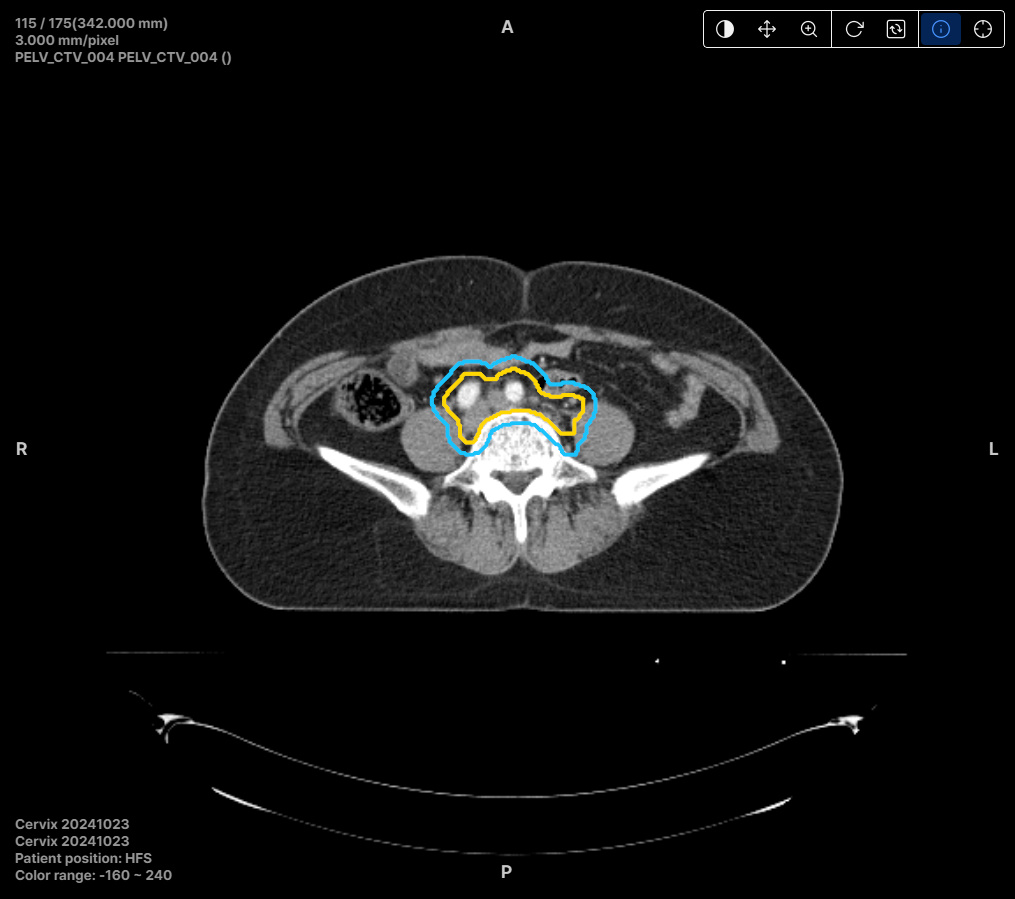 115 / 175(342.000 mm)
3.000 mm/pixel
PELV_CTV_004 PELV_CTV_004 ()
A
R
L
Cervix 20241023
Cervix 20241023
Patient position: HFS
Color range: -160 ~ 240
P